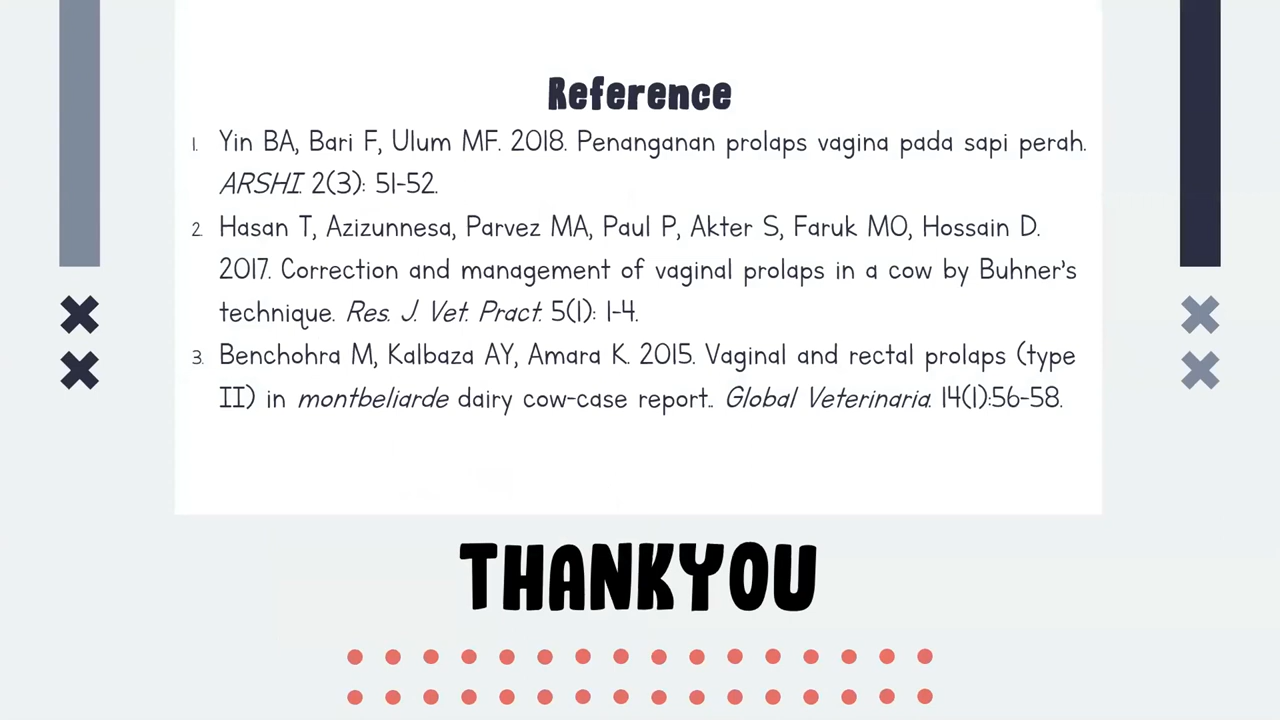 Reference
1. Yin BA, Bari F, Ulum MF. 2018. Penanganan prolaps vagina pada sapi perah.
ARSHI. 2(3): 51-52.
2. Hasan T, Azizunnesa, Parvez MA, Paul P, Akter S, Faruk MO, Hossain D.
2017. Correction and management of vaginal prolaps in a cow by Buhner's
technique. Res. J. Vet. Pract. 5(1): 1-4.
3. Benchohra M, Kalbaza AY, Amara K. 2015. Vaginal and rectal prolaps (type
II) in montbeliarde dairy cow-case report.. Global Veterinaria. 14(1):56-58.
THANKYOU